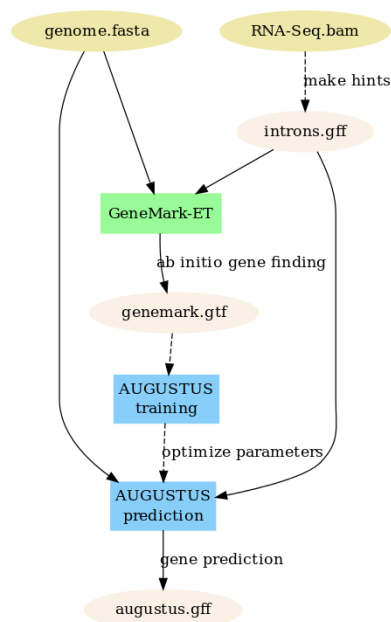 genome.fasta
RNA-Seq.bam
make hints
introns.gff
GeneMark-ET
ab initio gene finding
genemark.gtf
AUGUSTUS
training
optimize parameters
AUGUSTUS
prediction
gene prediction
augustus.gff